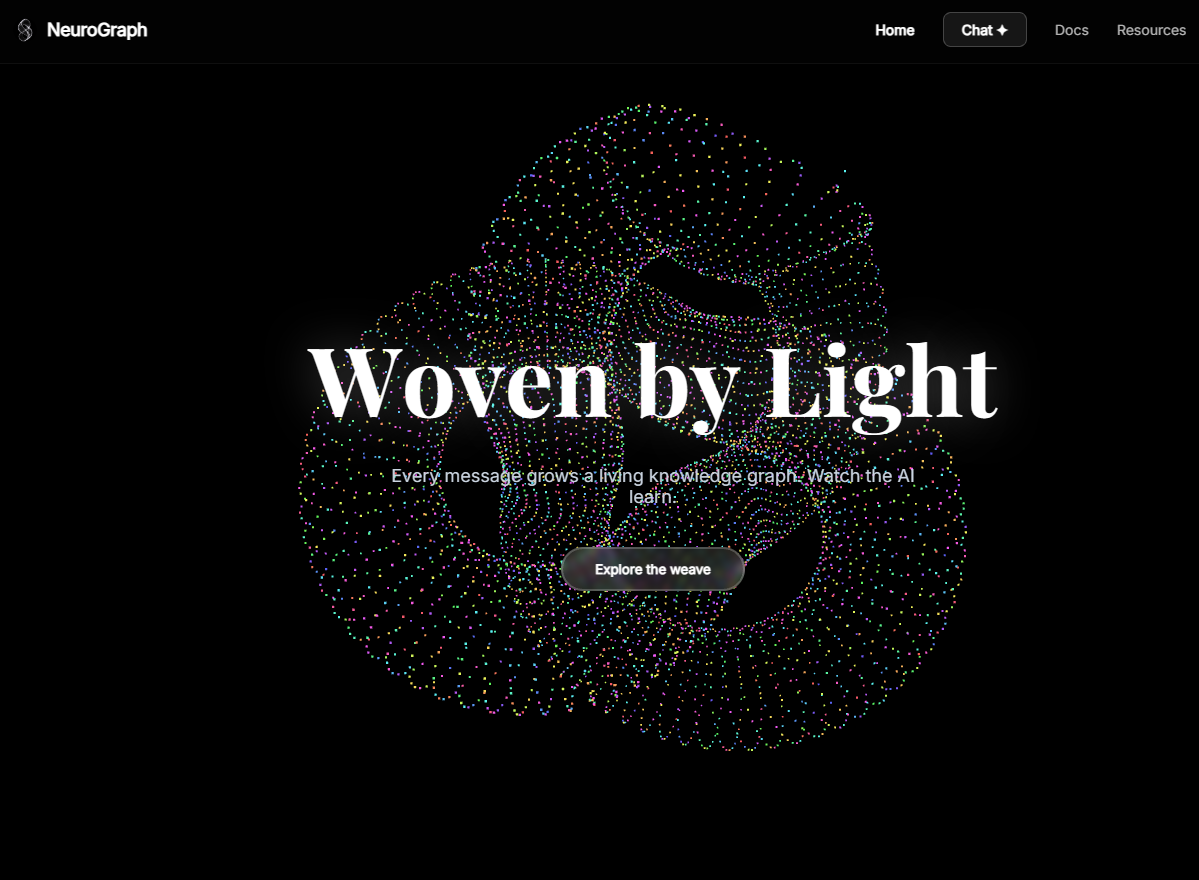 NeuroGraph
Home
Chat ✦
Docs
Resources
Woven by Light
Every message grows a living knowledge graph. Watch the AI
learn.
Explore the weave